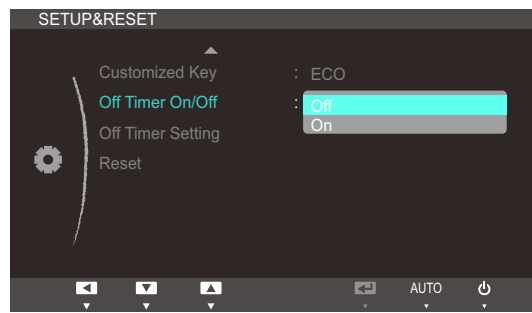 SETUP&RESET
Customized Key : ECO
Off Timer On/Off : Off
On
Off Timer Setting
Reset
AUTO